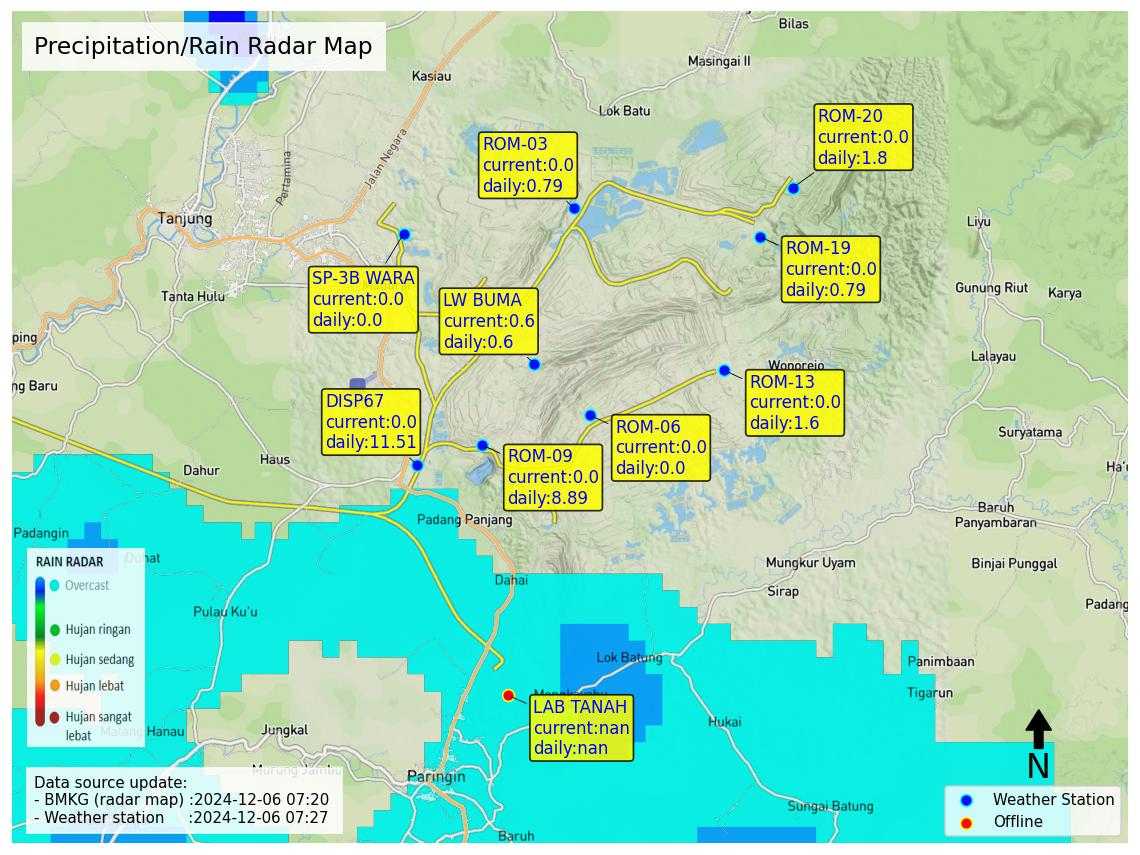 Precipitation/Rain Radar Map
Bilas
Masingai II
Kasiau
Lok Batu
Jalan Negara
Pertamina
Tanjung
Tanta Hulu
ping
ng Baru
ROM-03
current:0.0
daily:0.79
ROM-20
current:0.0
daily:1.8
ROM-19
current:0.0
daily:0.79
SP-3B WARA
current:0.0
daily:0.0
LW BUMA
current:0.6
daily:0.6
Liyu
Gunung Riut
Karya
Lalayau
Wonorejo
ROM-13
current:0.0
daily:1.6
DISP67
current:0.0
daily:11.51
ROM-06
current:0.0
daily:0.0
ROM-09
current:0.0
daily:8.89
Suryatama
Ha'u
Dahur
Haus
Baruh
Panyambaran
Padang Panjang
Padangin
Mungkur Uyam
Binjai Punggal
Dahai
Sirap
Padang
Pulau Ku'u
RAIN RADAR
Overcast
Hujan ringan
Hujan sedang
Hujan lebat
Hujan sangat
lebat
Lok Batung
Panimbaan
Tigarun
LAB TANAH
current:nan
daily:nan
Hukai
Jungkal
Matang Hanau
Murung Jambu
Paringin
Sungai Batung
Baruh
Data source update:
- BMKG (radar map) :2024-12-06 07:20
- Weather station :2024-12-06 07:27
N
Weather Station
Offline